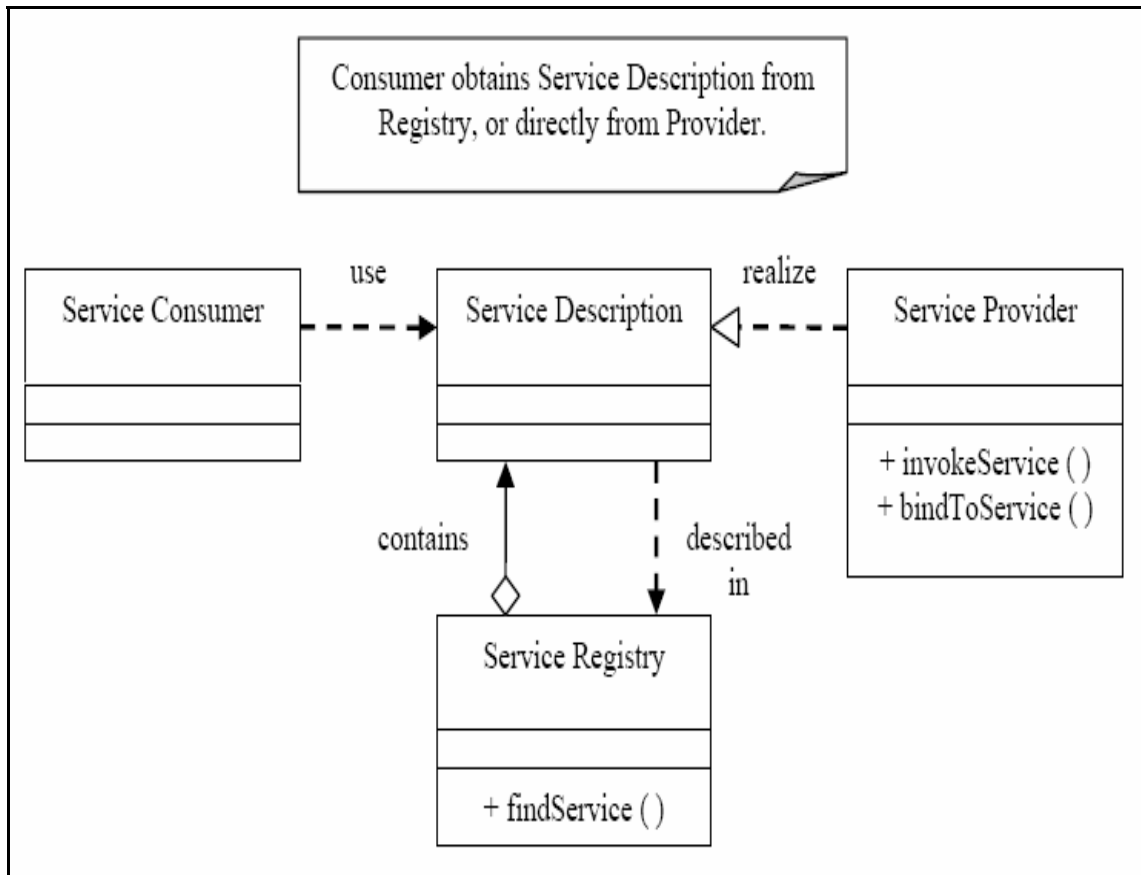 Consumer obtains Service Description from
Registry, or directly from Provider.
use
realize
Service Consumer
Service Description
Service Provider
+ invokeService ( )
+ bindToService ( )
contains
described
in
Service Registry
+ findService ( )